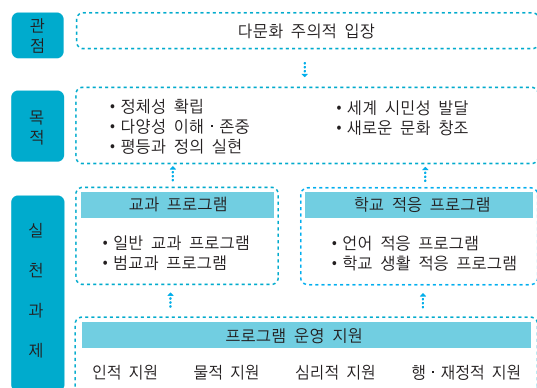 관점
다문화 주의적 입장
목적
• 정체성 확립
• 다양성 이해 · 존중
• 평등과 정의 실현
• 세계 시민성 발달
• 새로운 문화 창조
실천과제
교과 프로그램
• 일반 교과 프로그램
• 범교과 프로그램
학교 적응 프로그램
• 언어 적응 프로그램
• 학교 생활 적응 프로그램
프로그램 운영 지원
인적 지원 물적 지원 심리적 지원 행 · 재정적 지원